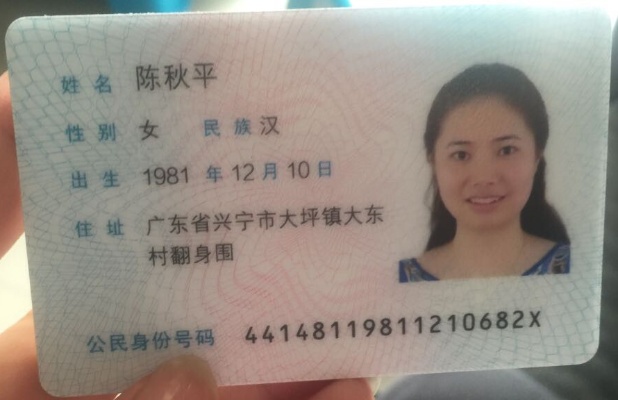 姓名 陈秋平
性别 女 民族 汉
出生 1981 年 12 月 10 日
住址 广东省兴宁市大坪镇大东
村翻身围
公民身份号码 44148119811210682X